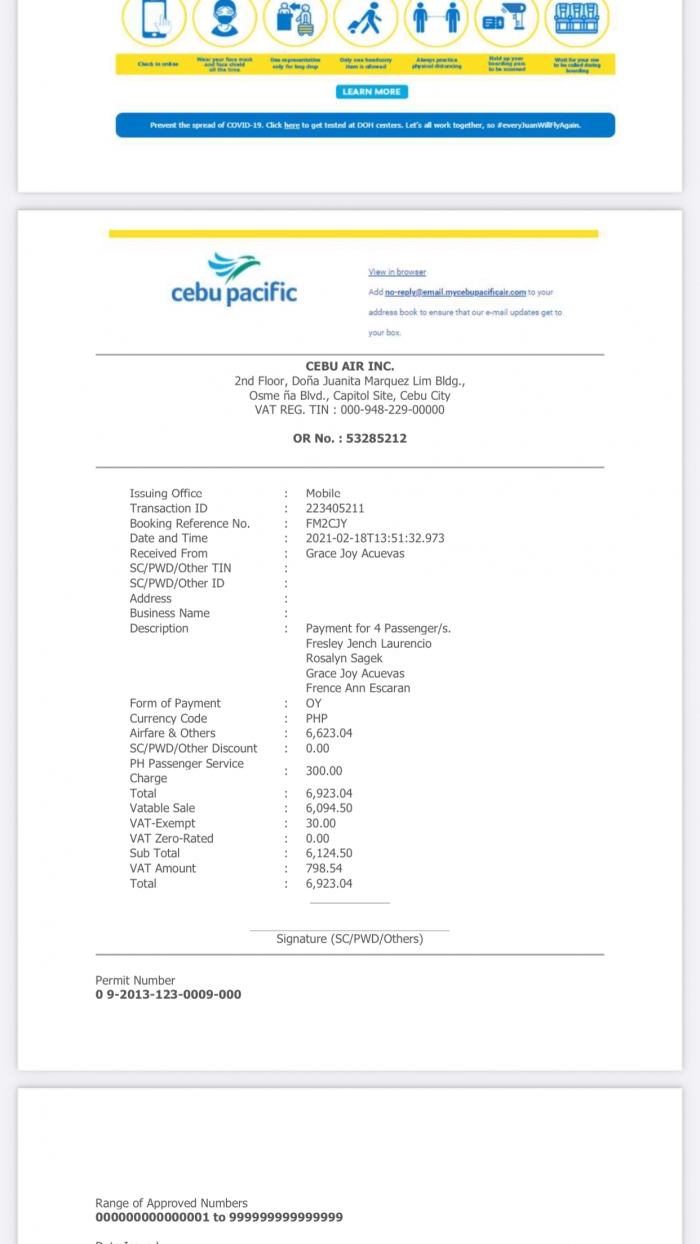 Check in online
Wear your face mask and face shield all the time
One representative only for bag drop
Only one handcarry item is allowed
Always practice physical distancing
Hold up your boarding pass to be scanned
Wait for your row to be called during boarding
LEARN MORE
Prevent the spread of COVID-19. Click here to get tested at DOH centers. Let's all work together, so #everyJuanWillFlyAgain.
cebu pacific
View in browser
Add no-reply@email.mycebupacificair.com to your
address book to ensure that our e-mail updates get to
your box.
CEBU AIR INC.
2nd Floor, Doña Juanita Marquez Lim Bldg.,
Osme ña Blvd., Capitol Site, Cebu City
VAT REG. TIN : 000-948-229-00000
OR No. : 53285212
Issuing Office : Mobile
Transaction ID : 223405211
Booking Reference No. : FM2CJY
Date and Time : 2021-02-18T13:51:32.973
Received From : Grace Joy Acuevas
SC/PWD/Other TIN :
SC/PWD/Other ID :
Address :
Business Name :
Description : Payment for 4 Passenger/s.
Fresley Jench Laurencio
Rosalyn Sagek
Grace Joy Acuevas
Frence Ann Escaran
Form of Payment : OY
Currency Code : PHP
Airfare & Others : 6,623.04
SC/PWD/Other Discount : 0.00
PH Passenger Service
Charge : 300.00
Total : 6,923.04
Vatable Sale : 6,094.50
VAT-Exempt : 30.00
VAT Zero-Rated : 0.00
Sub Total : 6,124.50
VAT Amount : 798.54
Total : 6,923.04
Signature (SC/PWD/Others)
Permit Number
0 9-2013-123-0009-000
Range of Approved Numbers
000000000000001 to 999999999999999